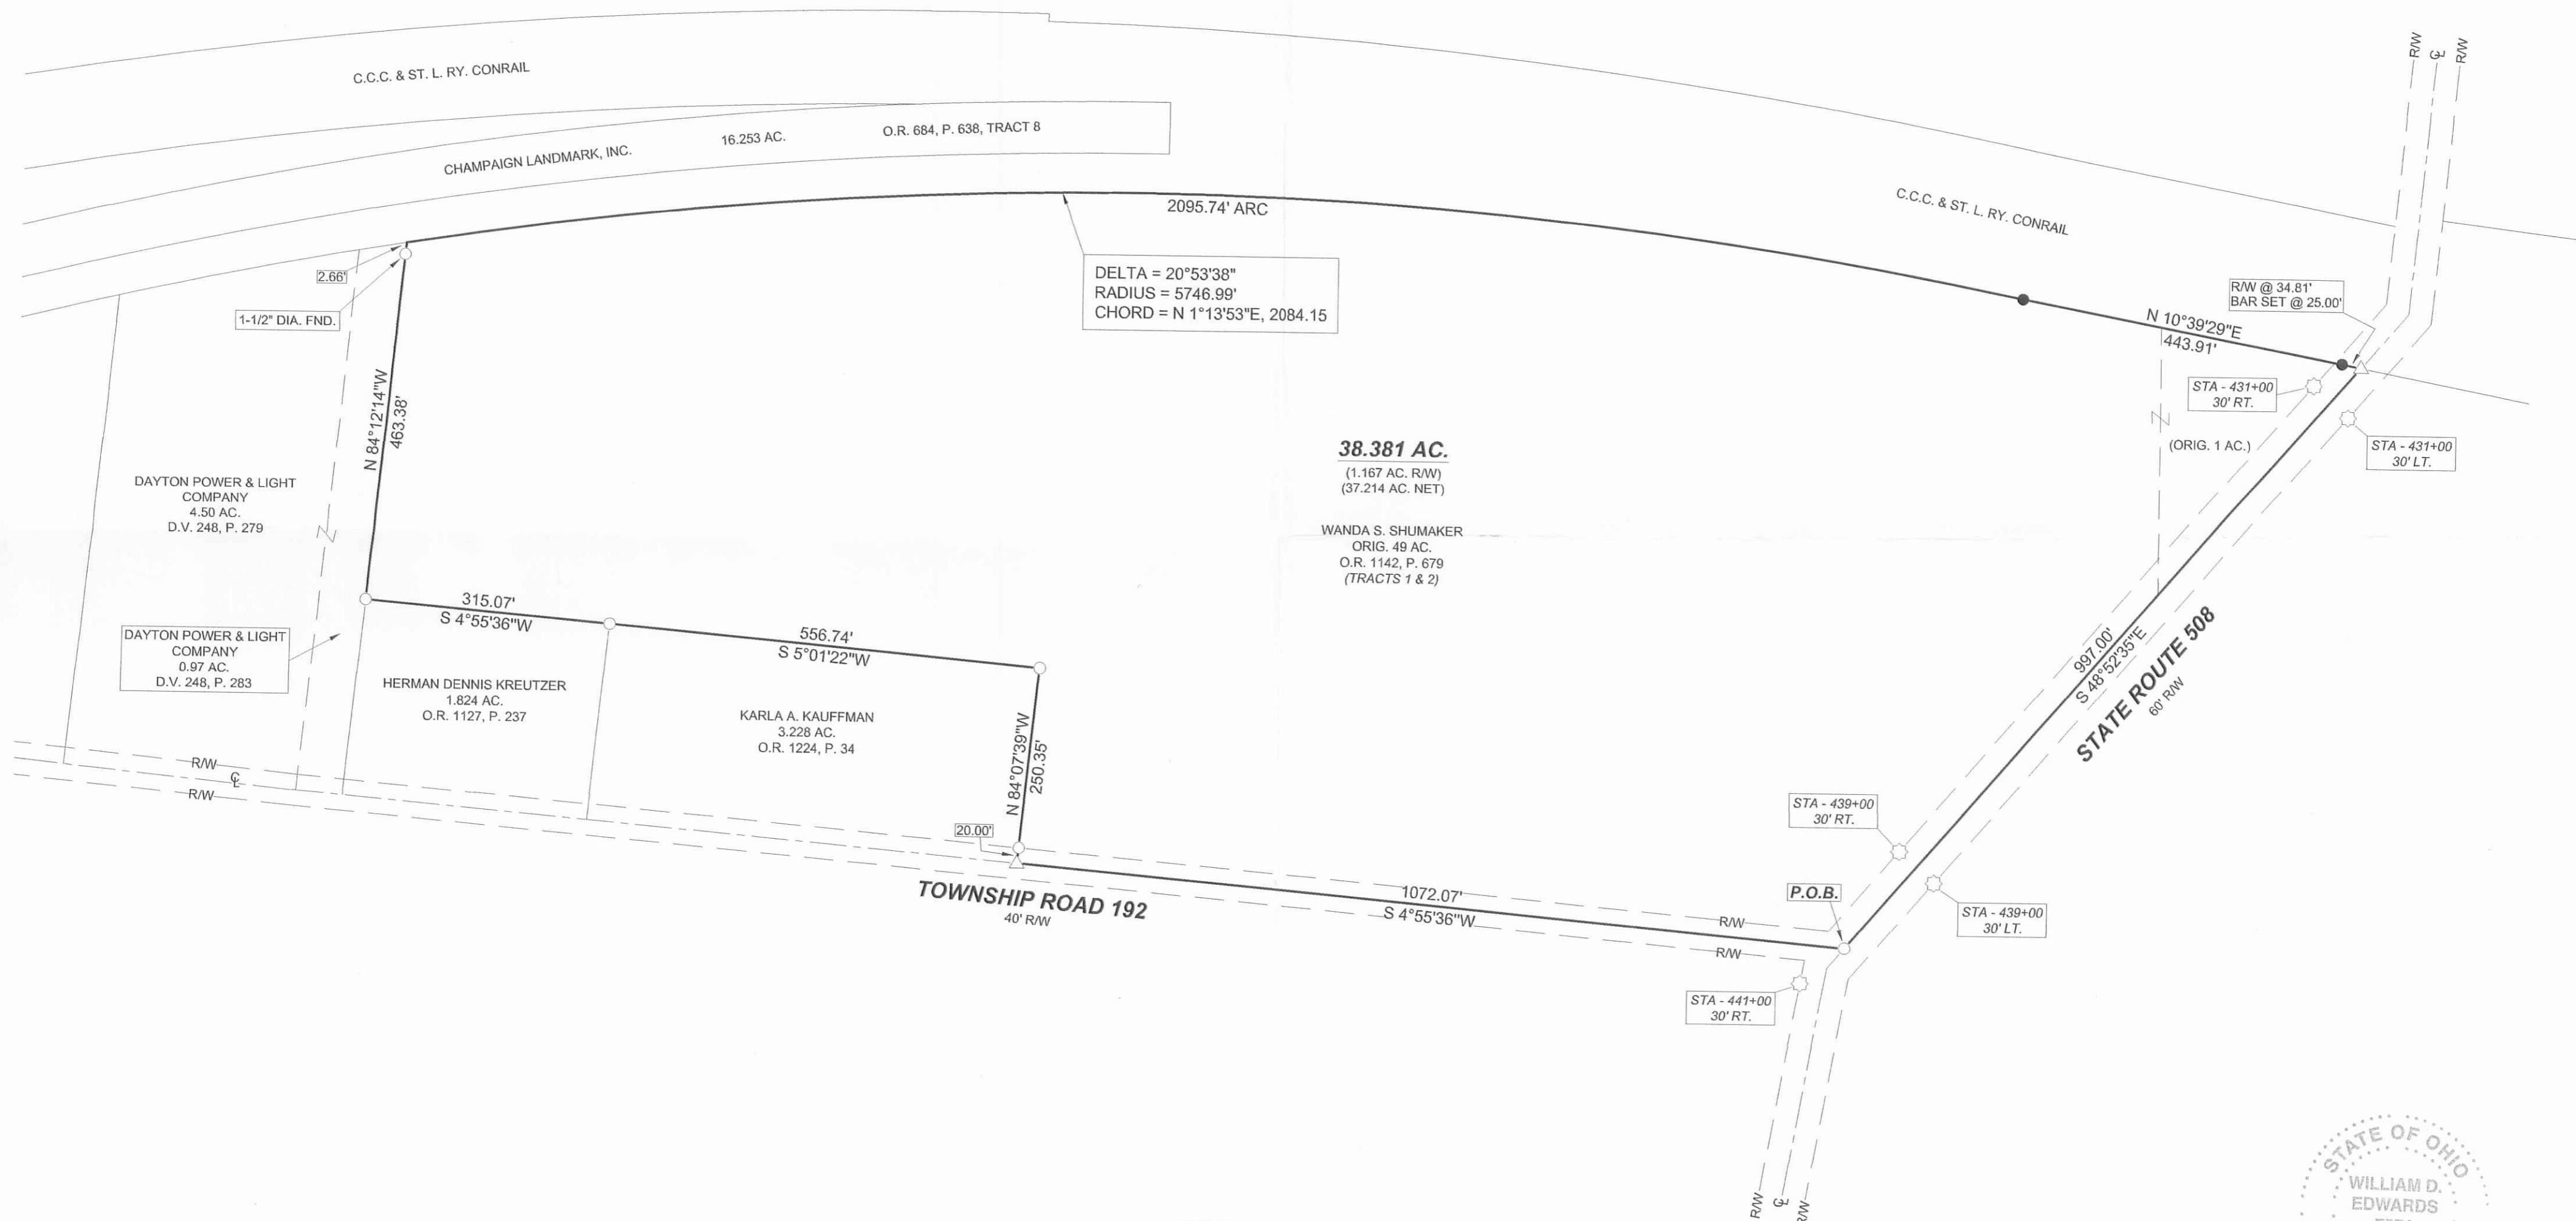 C.C.C. & ST. L. RY. CONRAIL
CHAMPAIGN LANDMARK, INC.
16.253 AC.
O.R. 684, P. 638, TRACT 8
R/W
CL
R/W
C.C.C. & ST. L. RY. CONRAIL
2095.74' ARC
DELTA = 20°53'38"
RADIUS = 5746.99'
CHORD = N 1°13'53"E, 2084.15
2.66'
1-1/2" DIA. FND.
R/W @ 34.81'
BAR SET @ 25.00'
N 10°39'29"E
443.91'
STA - 431+00
30' RT.
(ORIG. 1 AC.)
STA - 431+00
30' LT.
N 84°12'14"W
463.38'
DAYTON POWER & LIGHT
COMPANY
4.50 AC.
D.V. 248, P. 279
38.381 AC.
(1.167 AC. R/W)
(37.214 AC. NET)
WANDA S. SHUMAKER
ORIG. 49 AC.
O.R. 1142, P. 679
(TRACTS 1 & 2)
315.07'
S 4°55'36"W
556.74'
S 5°01'22"W
DAYTON POWER & LIGHT
COMPANY
0.97 AC.
D.V. 248, P. 283
HERMAN DENNIS KREUTZER
1.824 AC.
O.R. 1127, P. 237
KARLA A. KAUFFMAN
3.228 AC.
O.R. 1224, P. 34
N 84°07'39"W
250.35'
997.00'
S 48°52'35"E
STATE ROUTE 508
60' R/W
R/W
CL
R/W
20.00'
STA - 439+00
30' RT.
TOWNSHIP ROAD 192
40' R/W
1072.07'
S 4°55'36"W
P.O.B.
R/W
R/W
STA - 439+00
30' LT.
STA - 441+00
30' RT.
R/W
CL
R/W
STATE OF OHIO
WILLIAM D.
EDWARDS